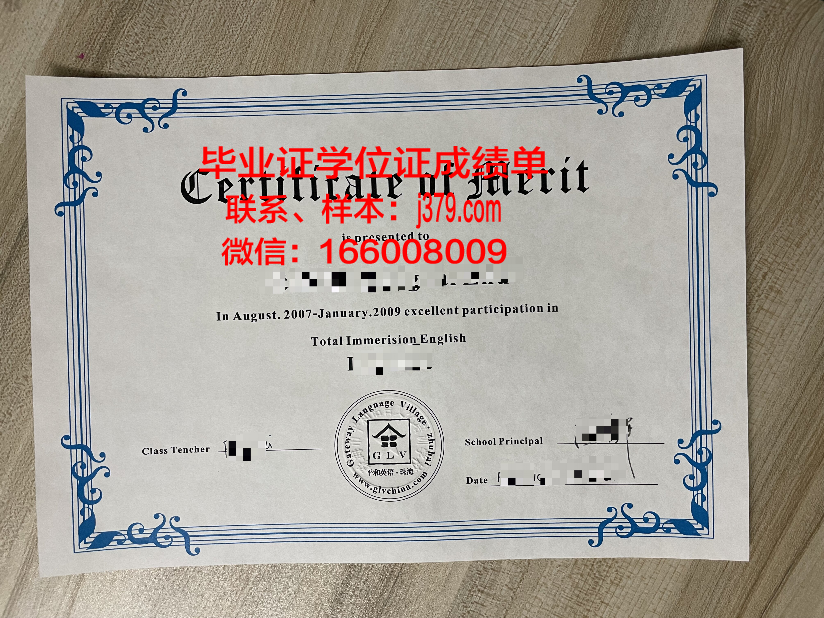 毕业证学位证成绩单
Certificate of Merit
联系、样本：j379.com
is presented to
微信：166008009
In August. 2007-January.2009 excellent participation in
Total Immerision English
Class Tencher
Gateway Language Village · zhuhai
GLV
www.glvchina.com
School Principal
Date